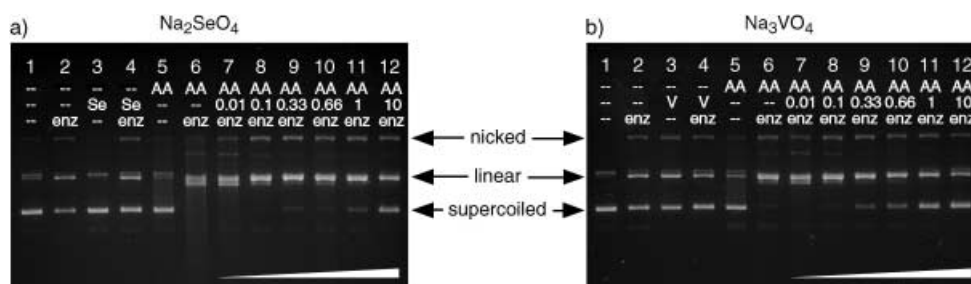 a) Na₂SeO₄
1 2 3 4 5 6 7 8 9 10 11 12
-- -- -- -- AA AA AA AA AA AA AA AA
-- -- Se Se -- -- 0.01 0.1 0.33 0.66 1 10
-- enz -- enz -- enz enz enz enz enz enz enz
nicked
linear
supercoiled
b) Na₃VO₄
1 2 3 4 5 6 7 8 9 10 11 12
-- -- -- -- AA AA AA AA AA AA AA AA
-- -- V V -- -- 0.01 0.1 0.33 0.66 1 10
-- enz -- enz -- enz enz enz enz enz enz enz